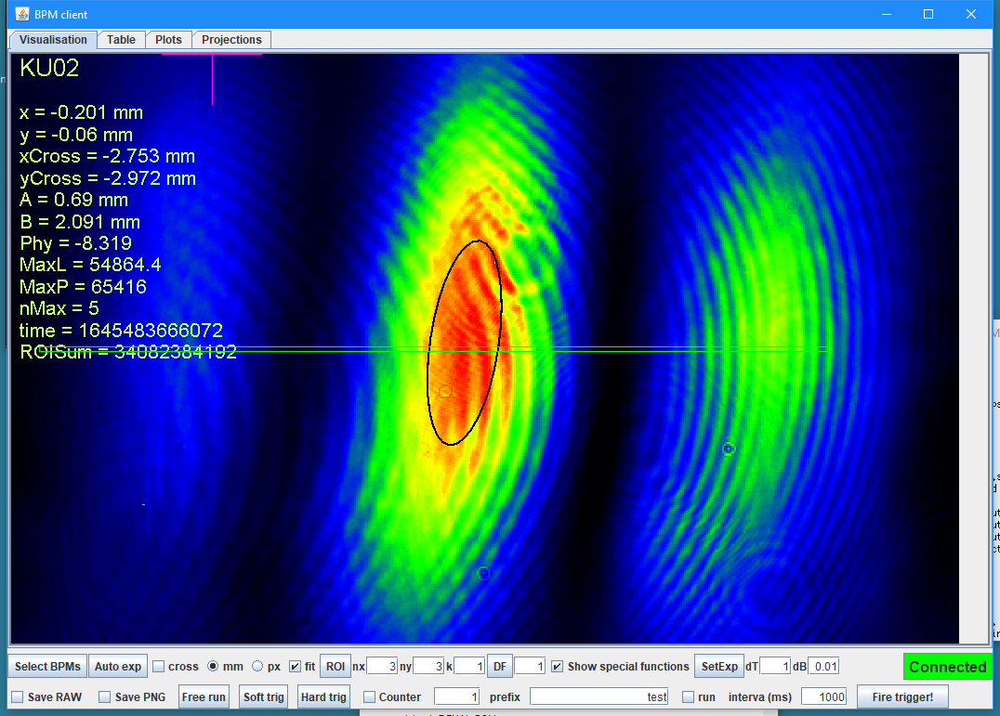 BPM client
Visualisation Table Plots Projections
KU02
x = -0.201 mm
y = -0.06 mm
xCross = -2.753 mm
yCross = -2.972 mm
A = 0.69 mm
B = 2.091 mm
Phy = -8.319
MaxL = 54864.4
MaxP = 65416
nMax = 5
time = 1645483666072
ROISum = 34082384192
Select BPMs Auto exp cross mm px fit ROI nx 3 ny 3 k 1 DF 1 Show special functions SetExp dT 1 dB 0.01 Connected
Save RAW Save PNG Free run Soft trig Hard trig Counter 1 prefix test run interva (ms) 1000 Fire trigger!